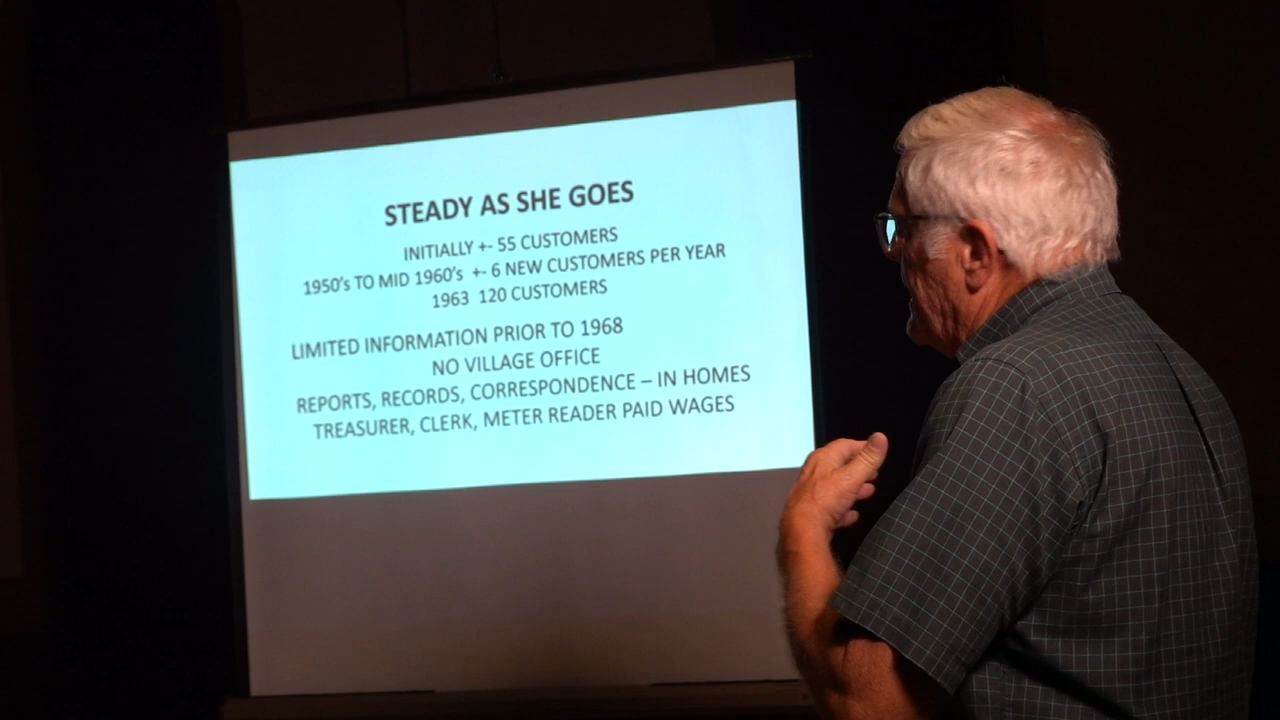 STEADY AS SHE GOES
INITIALLY +- 55 CUSTOMERS
1950's TO MID 1960's +- 6 NEW CUSTOMERS PER YEAR
1963 120 CUSTOMERS
LIMITED INFORMATION PRIOR TO 1968
NO VILLAGE OFFICE
REPORTS, RECORDS, CORRESPONDENCE – IN HOMES
TREASURER, CLERK, METER READER PAID WAGES